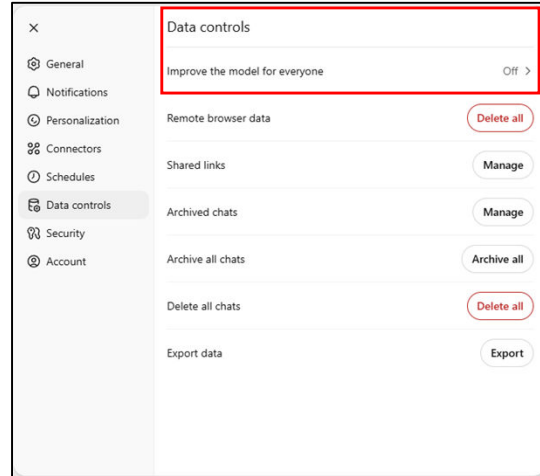 Data controls
General
Notifications
Personalization
Connectors
Schedules
Data controls
Security
Account
Improve the model for everyone
Off
Remote browser data
Delete all
Shared links
Manage
Archived chats
Manage
Archive all chats
Archive all
Delete all chats
Delete all
Export data
Export